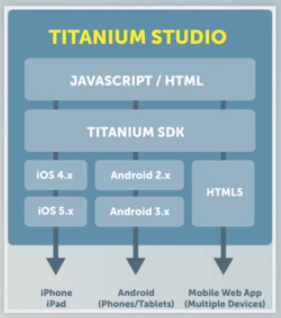 TITANIUM STUDIO
JAVASCRIPT / HTML
TITANIUM SDK
iOS 4.x
Android 2.x
HTML5
iOS 5.x
Android 3.x
iPhone
iPad
Android
(Phones/Tablets)
Mobile Web App
(Multiple Devices)